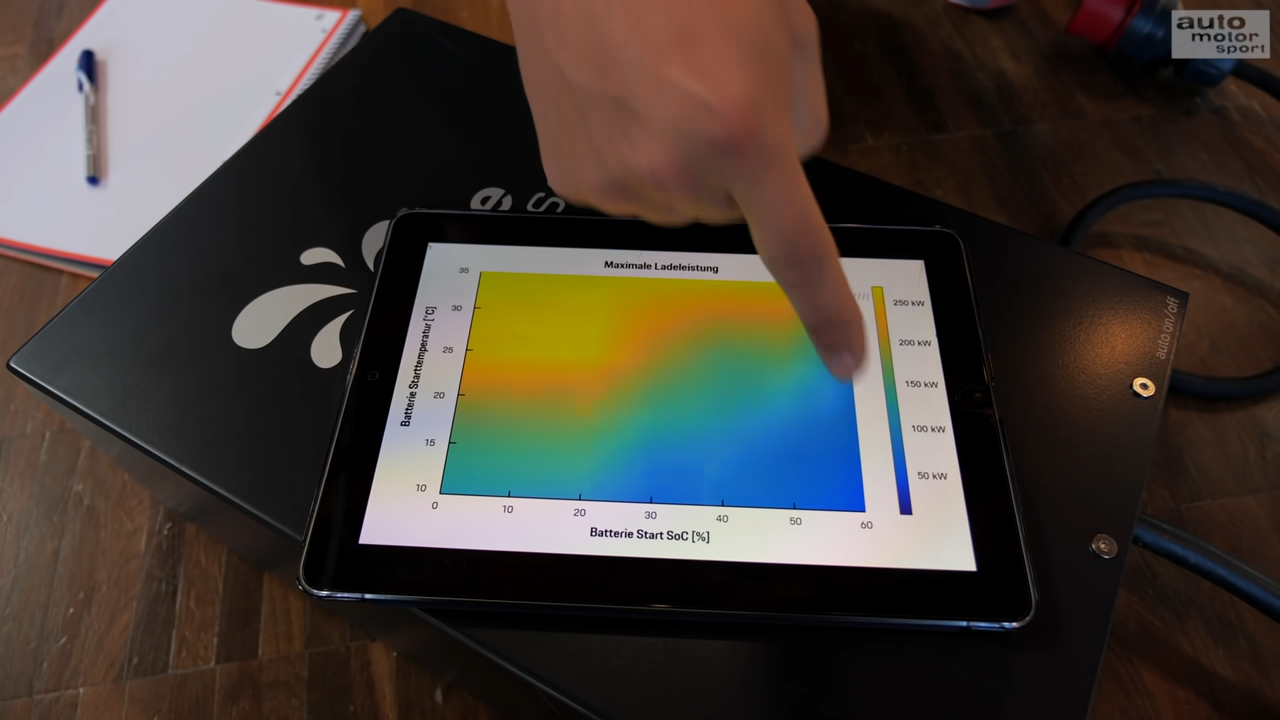 auto
motor
sport
e
S
auto on/off
Maximale Ladeleistung
Batterie Starttemperatur [°C]
35
30
25
20
15
10
0
10
20
30
40
50
60
Batterie Start SoC [%]
250 kW
200 kW
150 kW
100 kW
50 kW